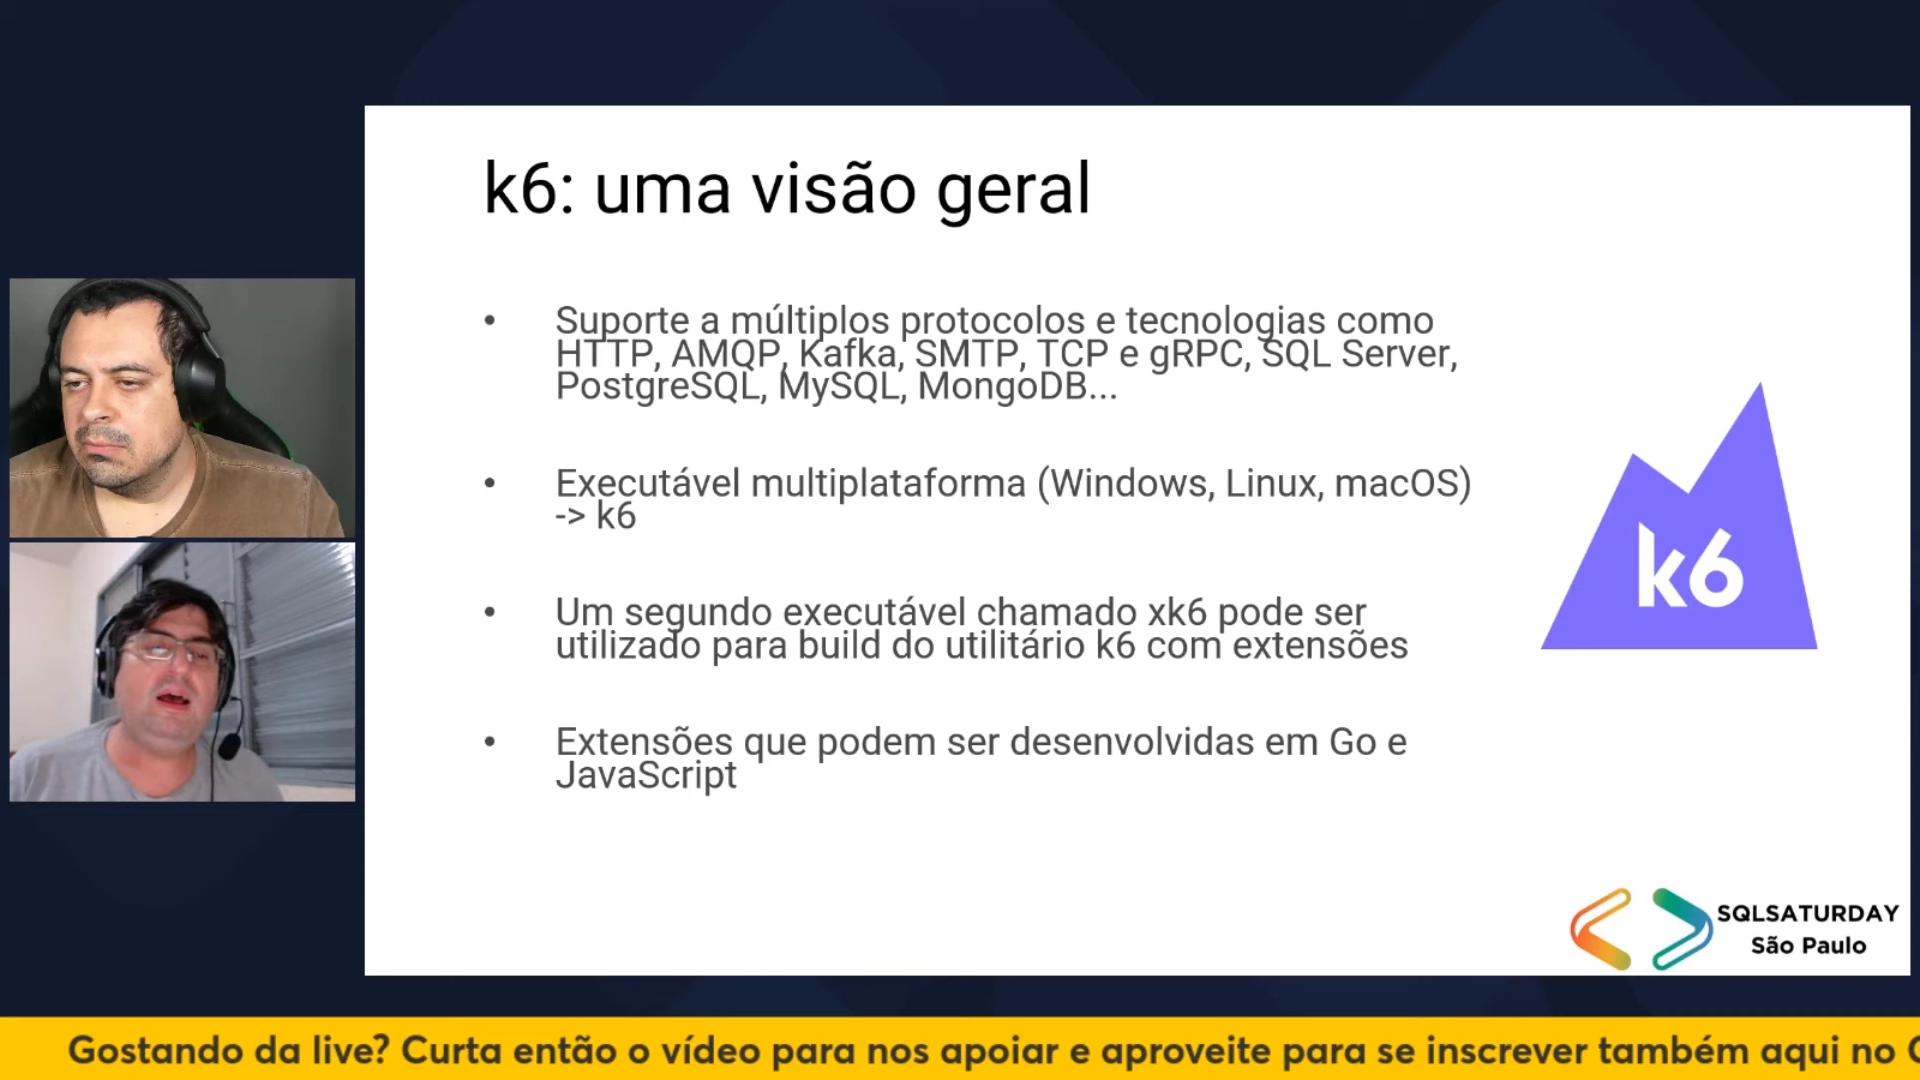 k6: uma visão geral
• Suporte a múltiplos protocolos e tecnologias como
HTTP, AMQP, Kafka, SMTP, TCP e gRPC, SQL Server,
PostgreSQL, MySQL, MongoDB...
• Executável multiplataforma (Windows, Linux, macOS)
-> k6
• Um segundo executável chamado xk6 pode ser
utilizado para build do utilitário k6 com extensões
• Extensões que podem ser desenvolvidas em Go e
JavaScript
k6
SQLSATURDAY
São Paulo
Gostando da live? Curta então o vídeo para nos apoiar e aproveite para se inscrever também aqui no